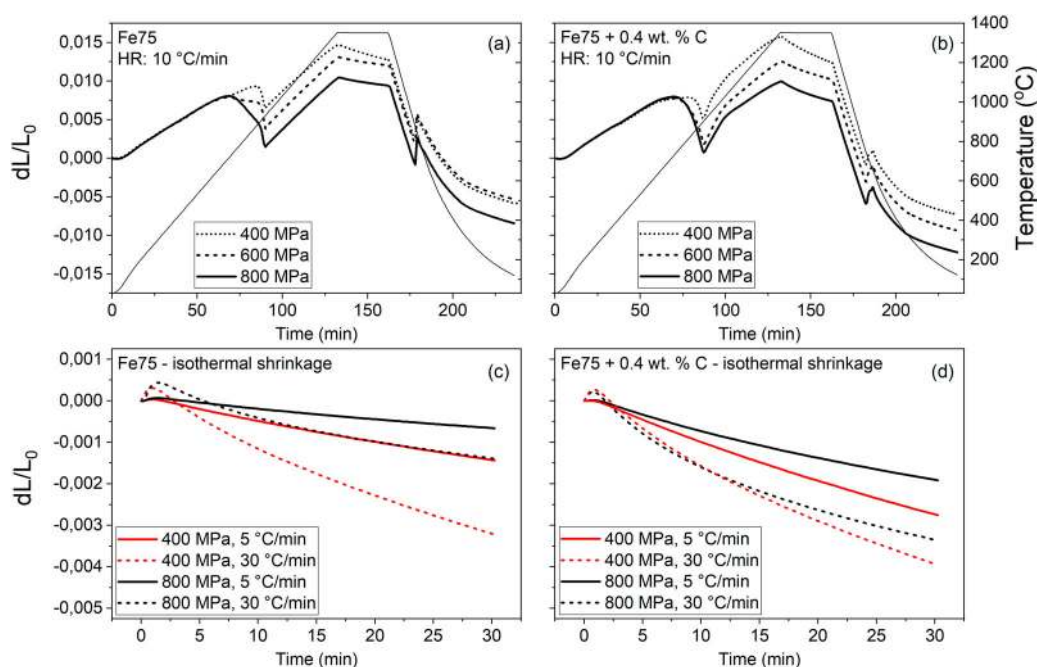 Fe75
HR: 10 °C/min
(a)
0,015
0,010
0,005
0,000
-0,005
-0,010
-0,015
dL/L0
400 MPa
600 MPa
800 MPa
0 50 100 150 200
Time (min)
Fe75 + 0.4 wt. % C
HR: 10 °C/min
(b)
1400
1200
1000
800
600
400
200
Temperature (°C)
400 MPa
600 MPa
800 MPa
0 50 100 150 200
Time (min)
Fe75 - isothermal shrinkage
(c)
0,001
0,000
-0,001
-0,002
-0,003
-0,004
-0,005
dL/L0
400 MPa, 5 °C/min
400 MPa, 30 °C/min
800 MPa, 5 °C/min
800 MPa, 30 °C/min
0 5 10 15 20 25 30
Time (min)
Fe75 + 0.4 wt. % C - isothermal shrinkage
(d)
400 MPa, 5 °C/min
400 MPa, 30 °C/min
800 MPa, 5 °C/min
800 MPa, 30 °C/min
0 5 10 15 20 25 30
Time (min)